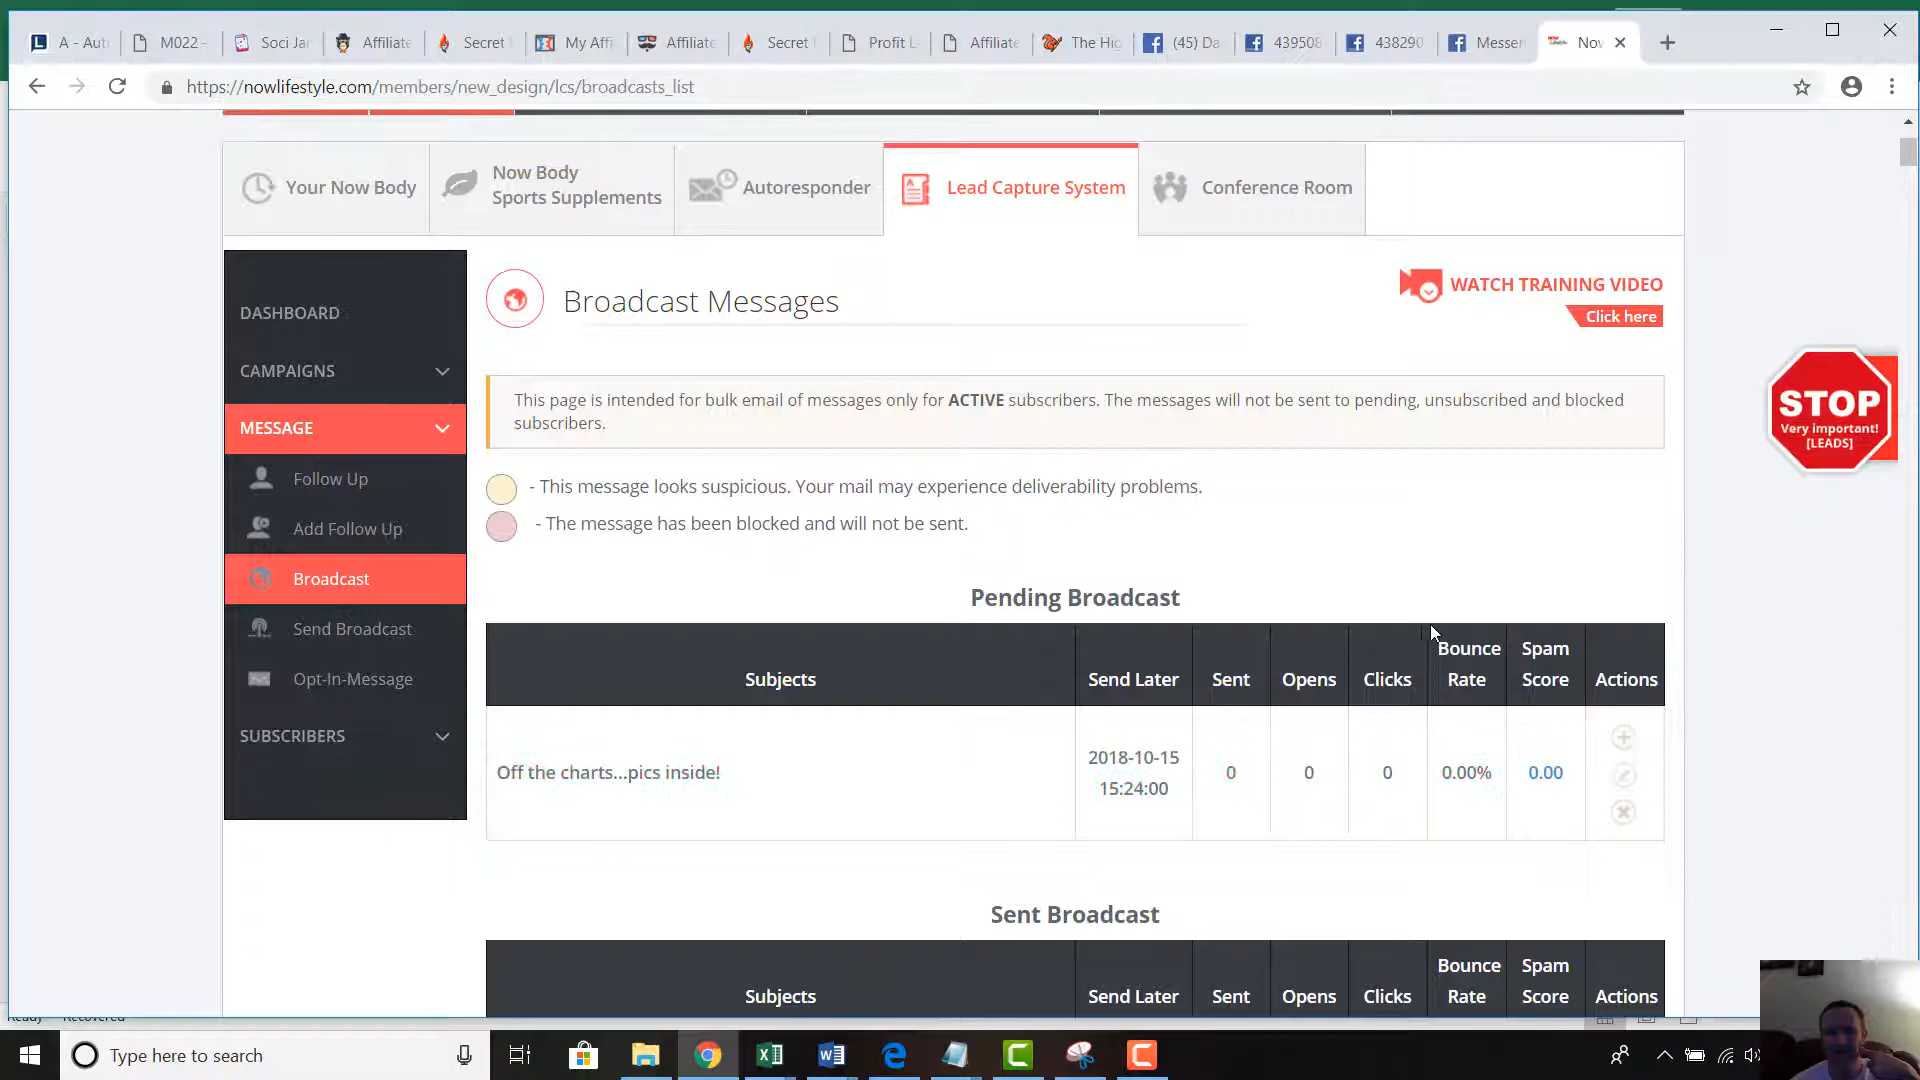 A - Aut
M022 -
Soci Ja
Affiliate
Secret
My Affi
Affiliate
Secret
Profit L
Affiliate
The Hig
(45) Da
439508
438290
Messer
Nov
https://nowlifestyle.com/members/new_design/lcs/broadcasts_list
Your Now Body
Now Body
Sports Supplements
Autoresponder
Lead Capture System
Conference Room
DASHBOARD
CAMPAIGNS
MESSAGE
Follow Up
Add Follow Up
Broadcast
Send Broadcast
Opt-In-Message
SUBSCRIBERS
Broadcast Messages
WATCH TRAINING VIDEO
Click here
This page is intended for bulk email of messages only for ACTIVE subscribers. The messages will not be sent to pending, unsubscribed and blocked
subscribers.
- This message looks suspicious. Your mail may experience deliverability problems.
- The message has been blocked and will not be sent.
STOP
Very important!
[LEADS]
Pending Broadcast
Subjects Send Later Sent Opens Clicks Bounce Rate Spam Score Actions
Off the charts...pics inside! 2018-10-15 15:24:00 0 0 0 0.00% 0.00
Sent Broadcast
Subjects Send Later Sent Opens Clicks Bounce Rate Spam Score Actions
Type here to search